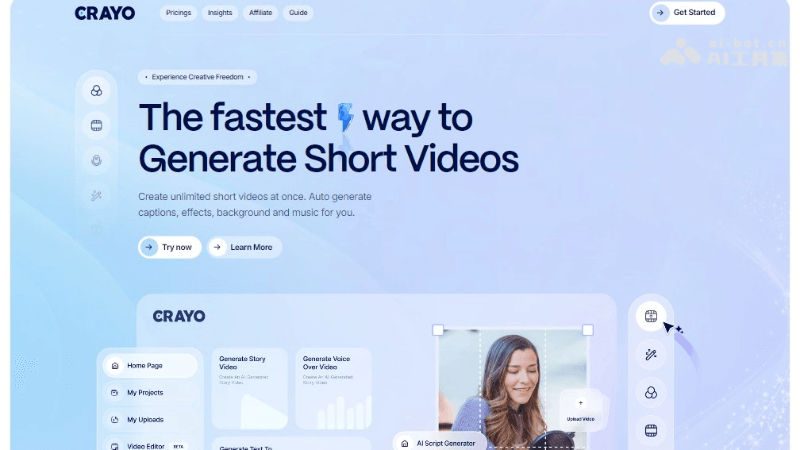 CRAYO
Pricings
Insights
Affiliate
Guide
Get Started
ai-bot.cn
AI工具集
• Experience Creative Freedom •
The fastest way to
Generate Short Videos
Create unlimited short videos at once. Auto generate
captions, effects, background and music for you.
Try now
Learn More
CRAYO
Home Page
My Projects
My Uploads
Video Editor BETA
Generate Story
Video
Create An AI-Generated
Story Video
Generate Voice
Over Video
Create An AI-Generated
Story Video
Generate Text To
Upload Video
AI Script Generator